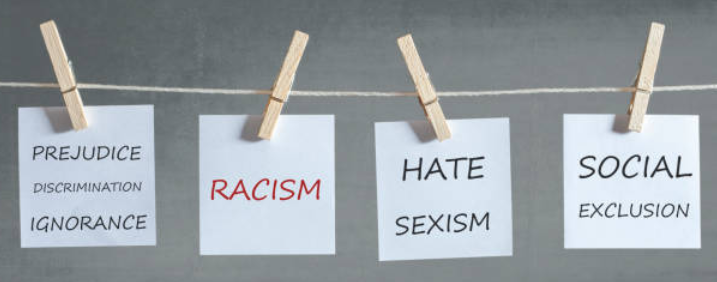 PREJUDICE
DISCRIMINATION
IGNORANCE
RACISM
HATE
SEXISM
SOCIAL
EXCLUSION